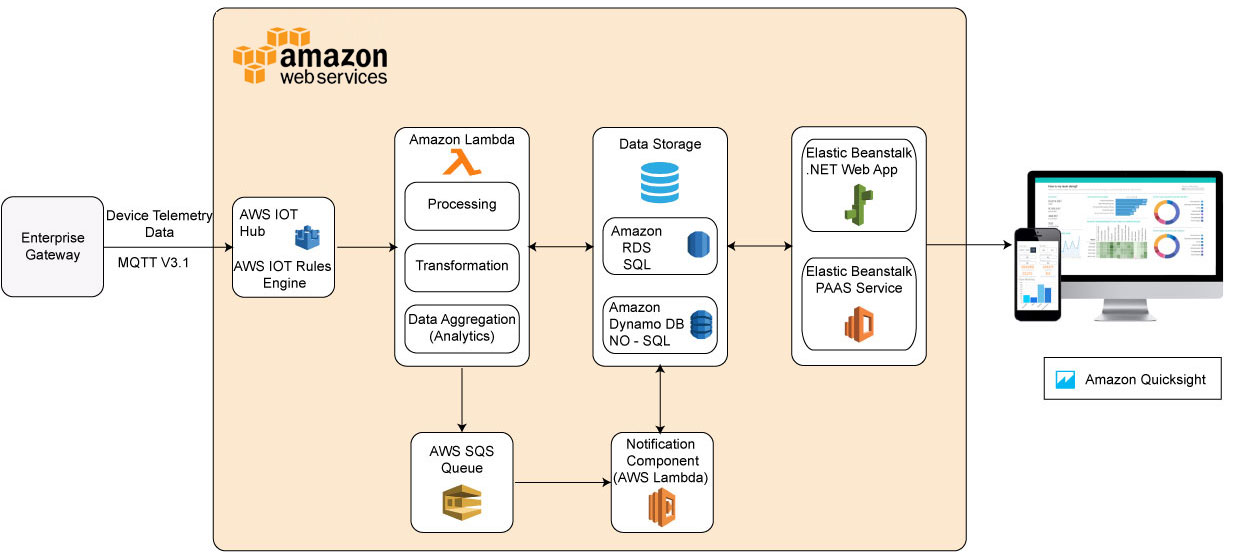 amazon
web services
Enterprise
Gateway
Device Telemetry
Data
MQTT V3.1
AWS IOT
Hub
AWS IOT Rules
Engine
Amazon Lambda
Processing
Transformation
Data Aggregation
(Analytics)
Data Storage
Amazon
RDS
SQL
Amazon
Dynamo DB
NO - SQL
Elastic Beanstalk
.NET Web App
Elastic Beanstalk
PAAS Service
AWS SQS
Queue
Notification
Component
(AWS Lambda)
Amazon Quicksight